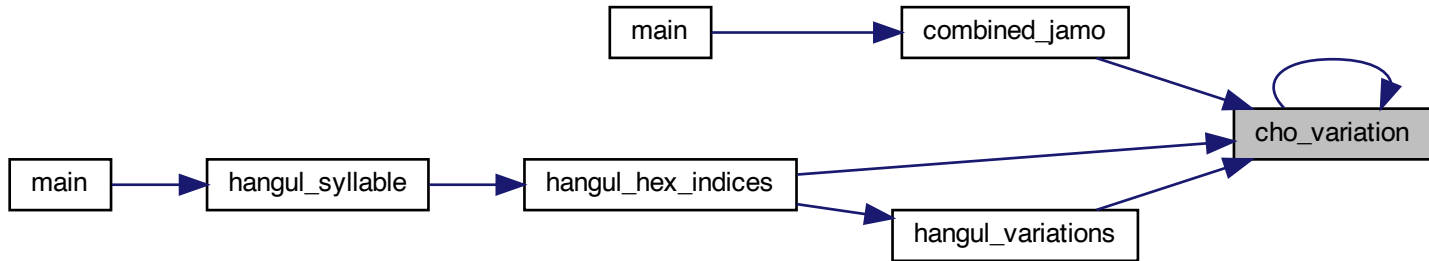 main
combined_jamo
cho_variation
main
hangul_syllable
hangul_hex_indices
hangul_variations